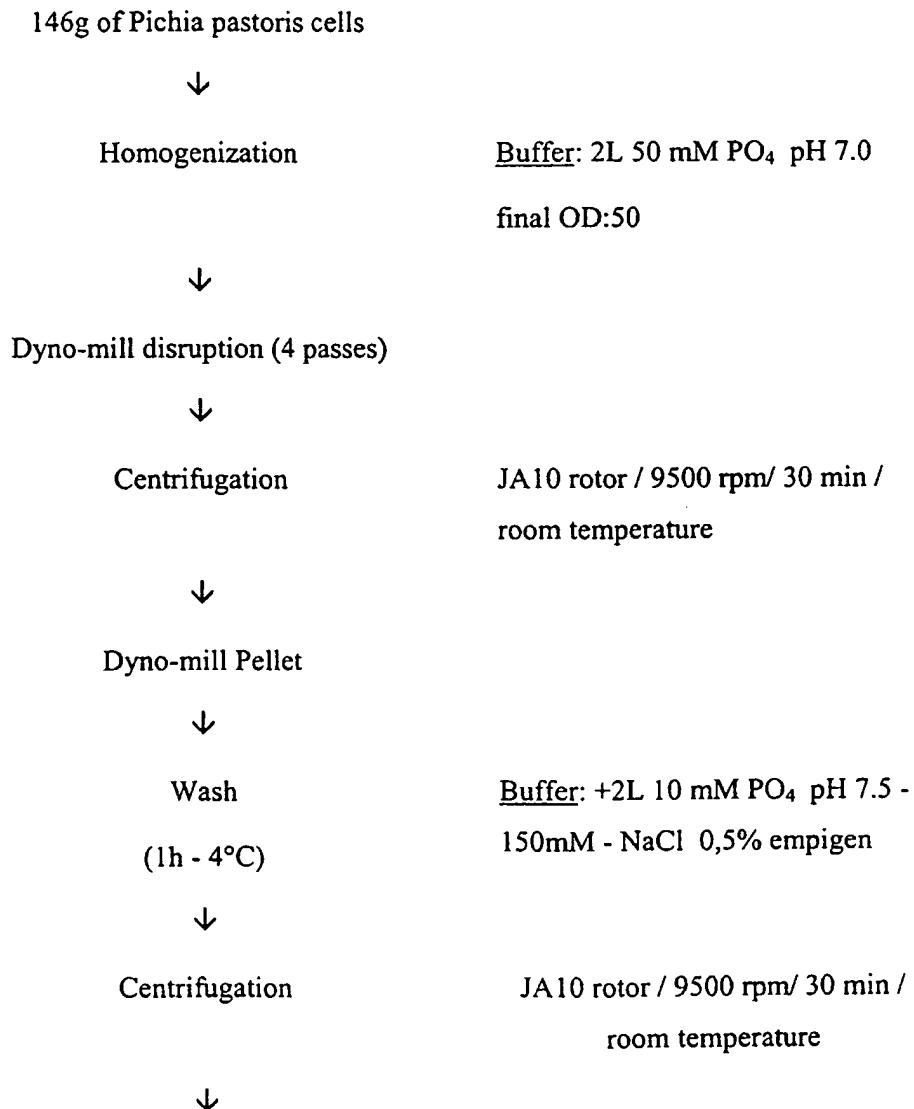 146g of Pichia pastoris cells
↓
Homogenization Buffer: 2L 50 mM PO₄ pH 7.0
final OD:50
↓
Dyno-mill disruption (4 passes)
↓
Centrifugation JA10 rotor / 9500 rpm/ 30 min /
room temperature
↓
Dyno-mill Pellet
↓
Wash Buffer: +2L 10 mM PO₄ pH 7.5 -
(1h - 4°C) 150mM - NaCl 0,5% empigen
↓
Centrifugation JA10 rotor / 9500 rpm/ 30 min /
room temperature
↓